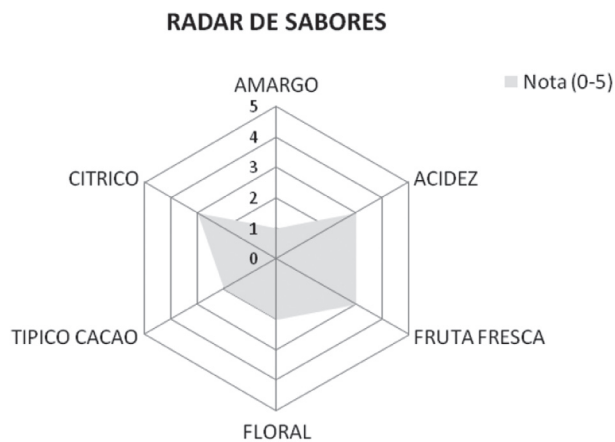 RADAR DE SABORES
AMARGO
Nota (0-5)
5
4
3
2
1
0
CITRICO
ACIDEZ
TIPICO CACAO
FRUTA FRESCA
FLORAL